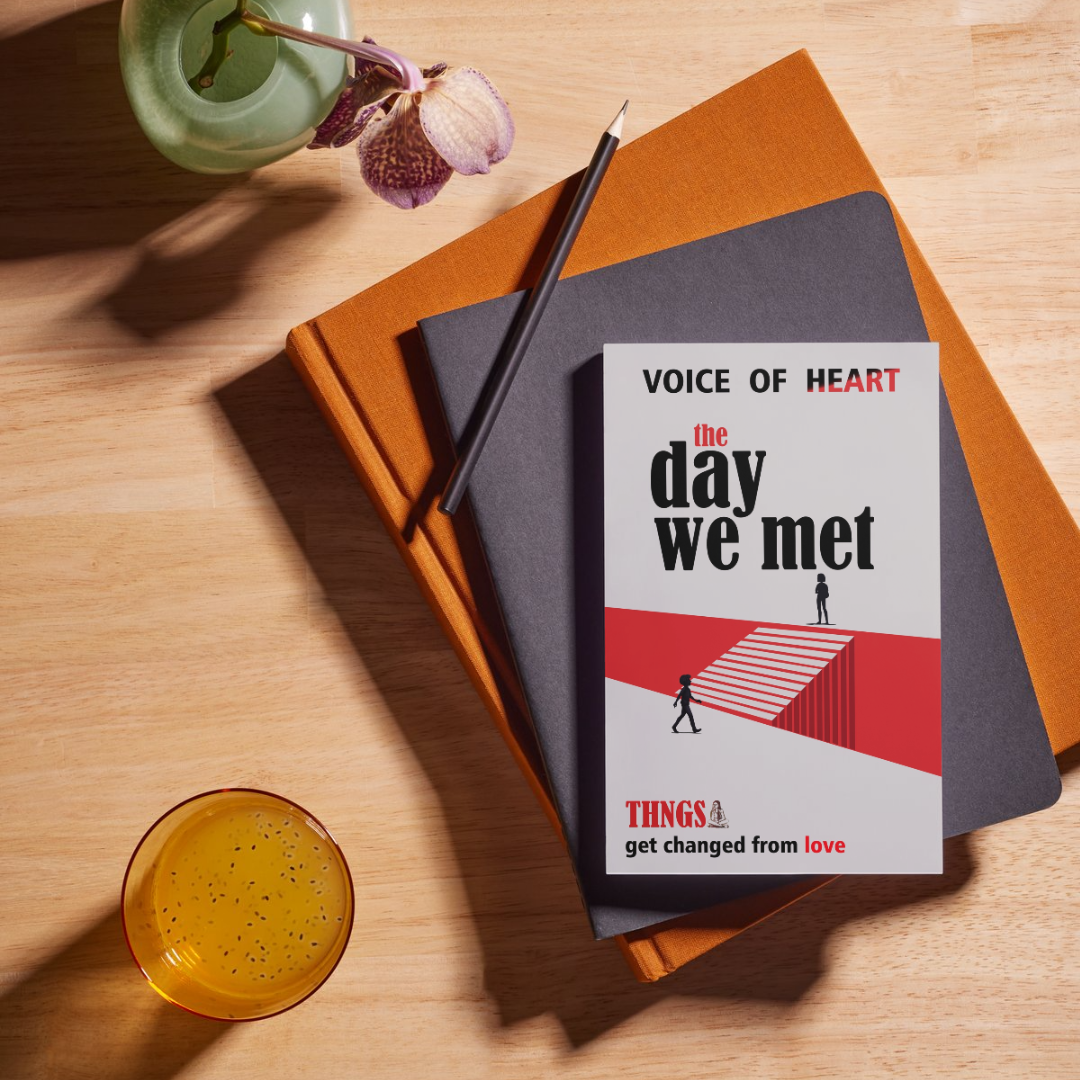 VOICE OF HEART
the
day
we met
THNGS
get changed from love